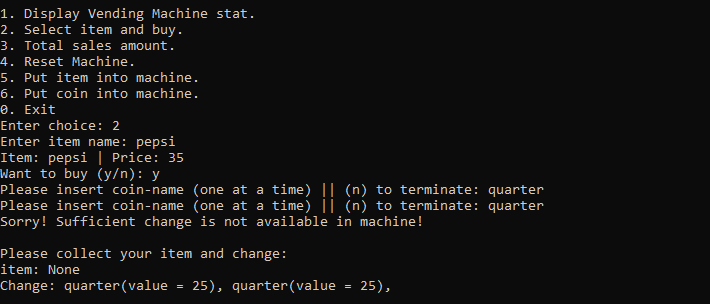 1. Display Vending Machine stat.
2. Select item and buy.
3. Total sales amount.
4. Reset Machine.
5. Put item into machine.
6. Put coin into machine.
0. Exit
Enter choice: 2
Enter item name: pepsi
Item: pepsi | Price: 35
Want to buy (y/n): y
Please insert coin-name (one at a time) || (n) to terminate: quarter
Please insert coin-name (one at a time) || (n) to terminate: quarter
Sorry! Sufficient change is not available in machine!
Please collect your item and change:
item: None
Change: quarter(value = 25), quarter(value = 25),